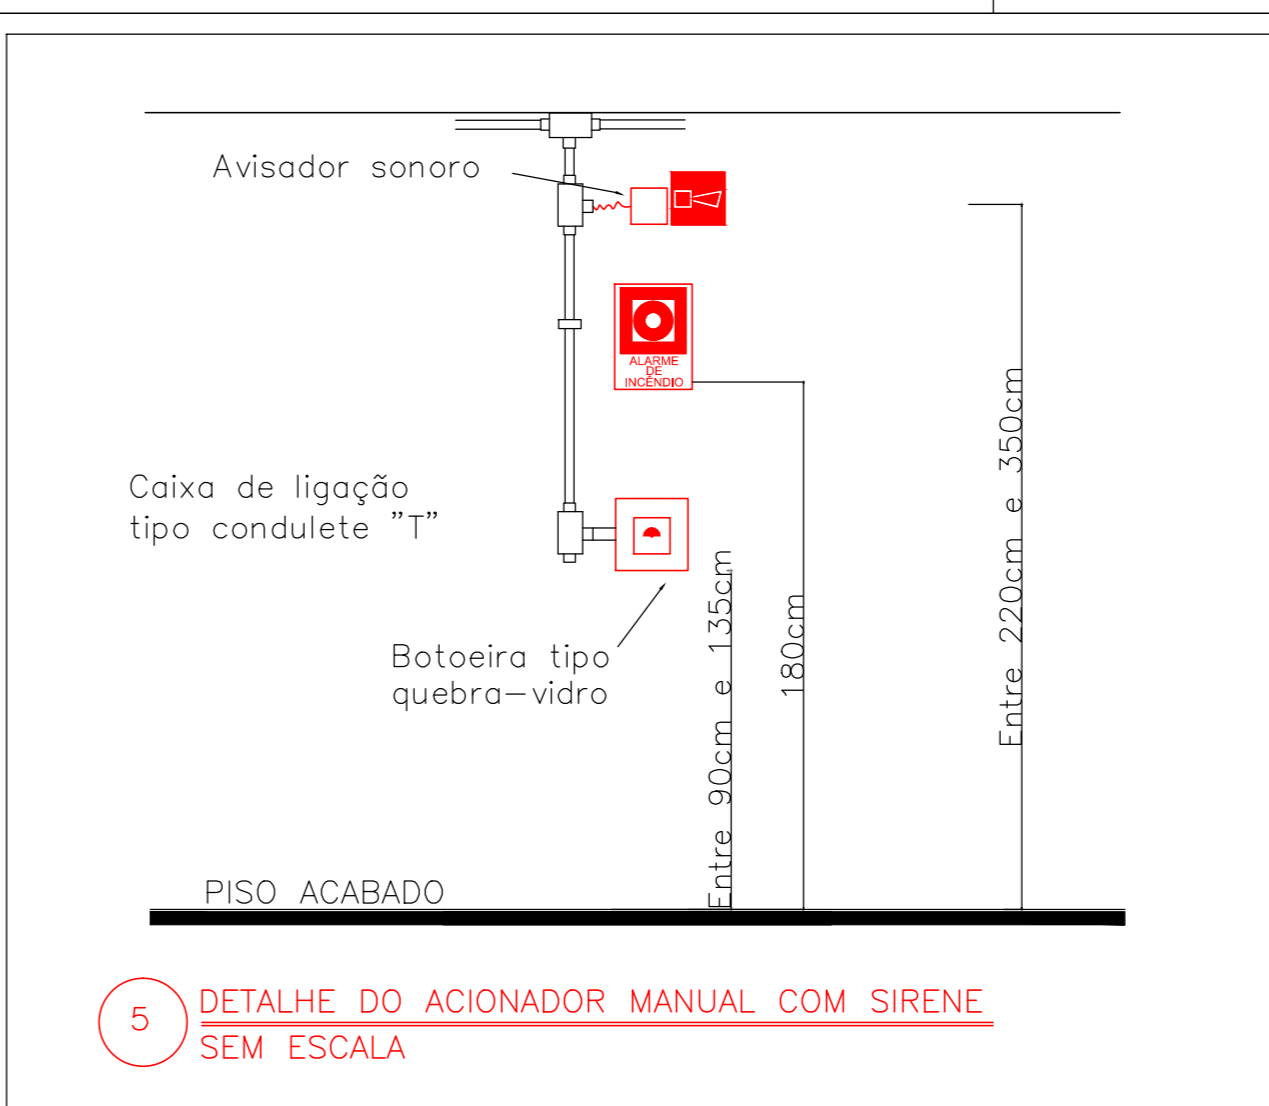 Avisador sonoro
ALARME
DE
INCÊNDIO
Caixa de ligação
tipo condulete "T"
Botoeira tipo
quebra-vidro
Entre 90cm e 135cm
180cm
Entre 220cm e 350cm
PISO ACABADO
5
DETALHE DO ACIONADOR MANUAL COM SIRENE
SEM ESCALA